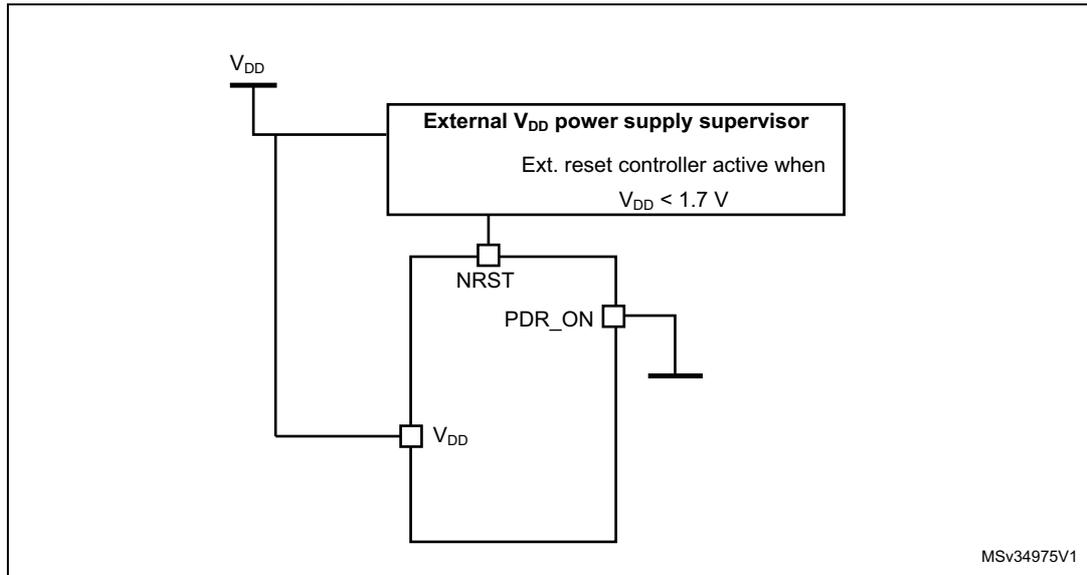 VDD
External VDD power supply supervisor
Ext. reset controller active when
VDD < 1.7 V
NRST
PDR_ON
VDD
MSv34975V1